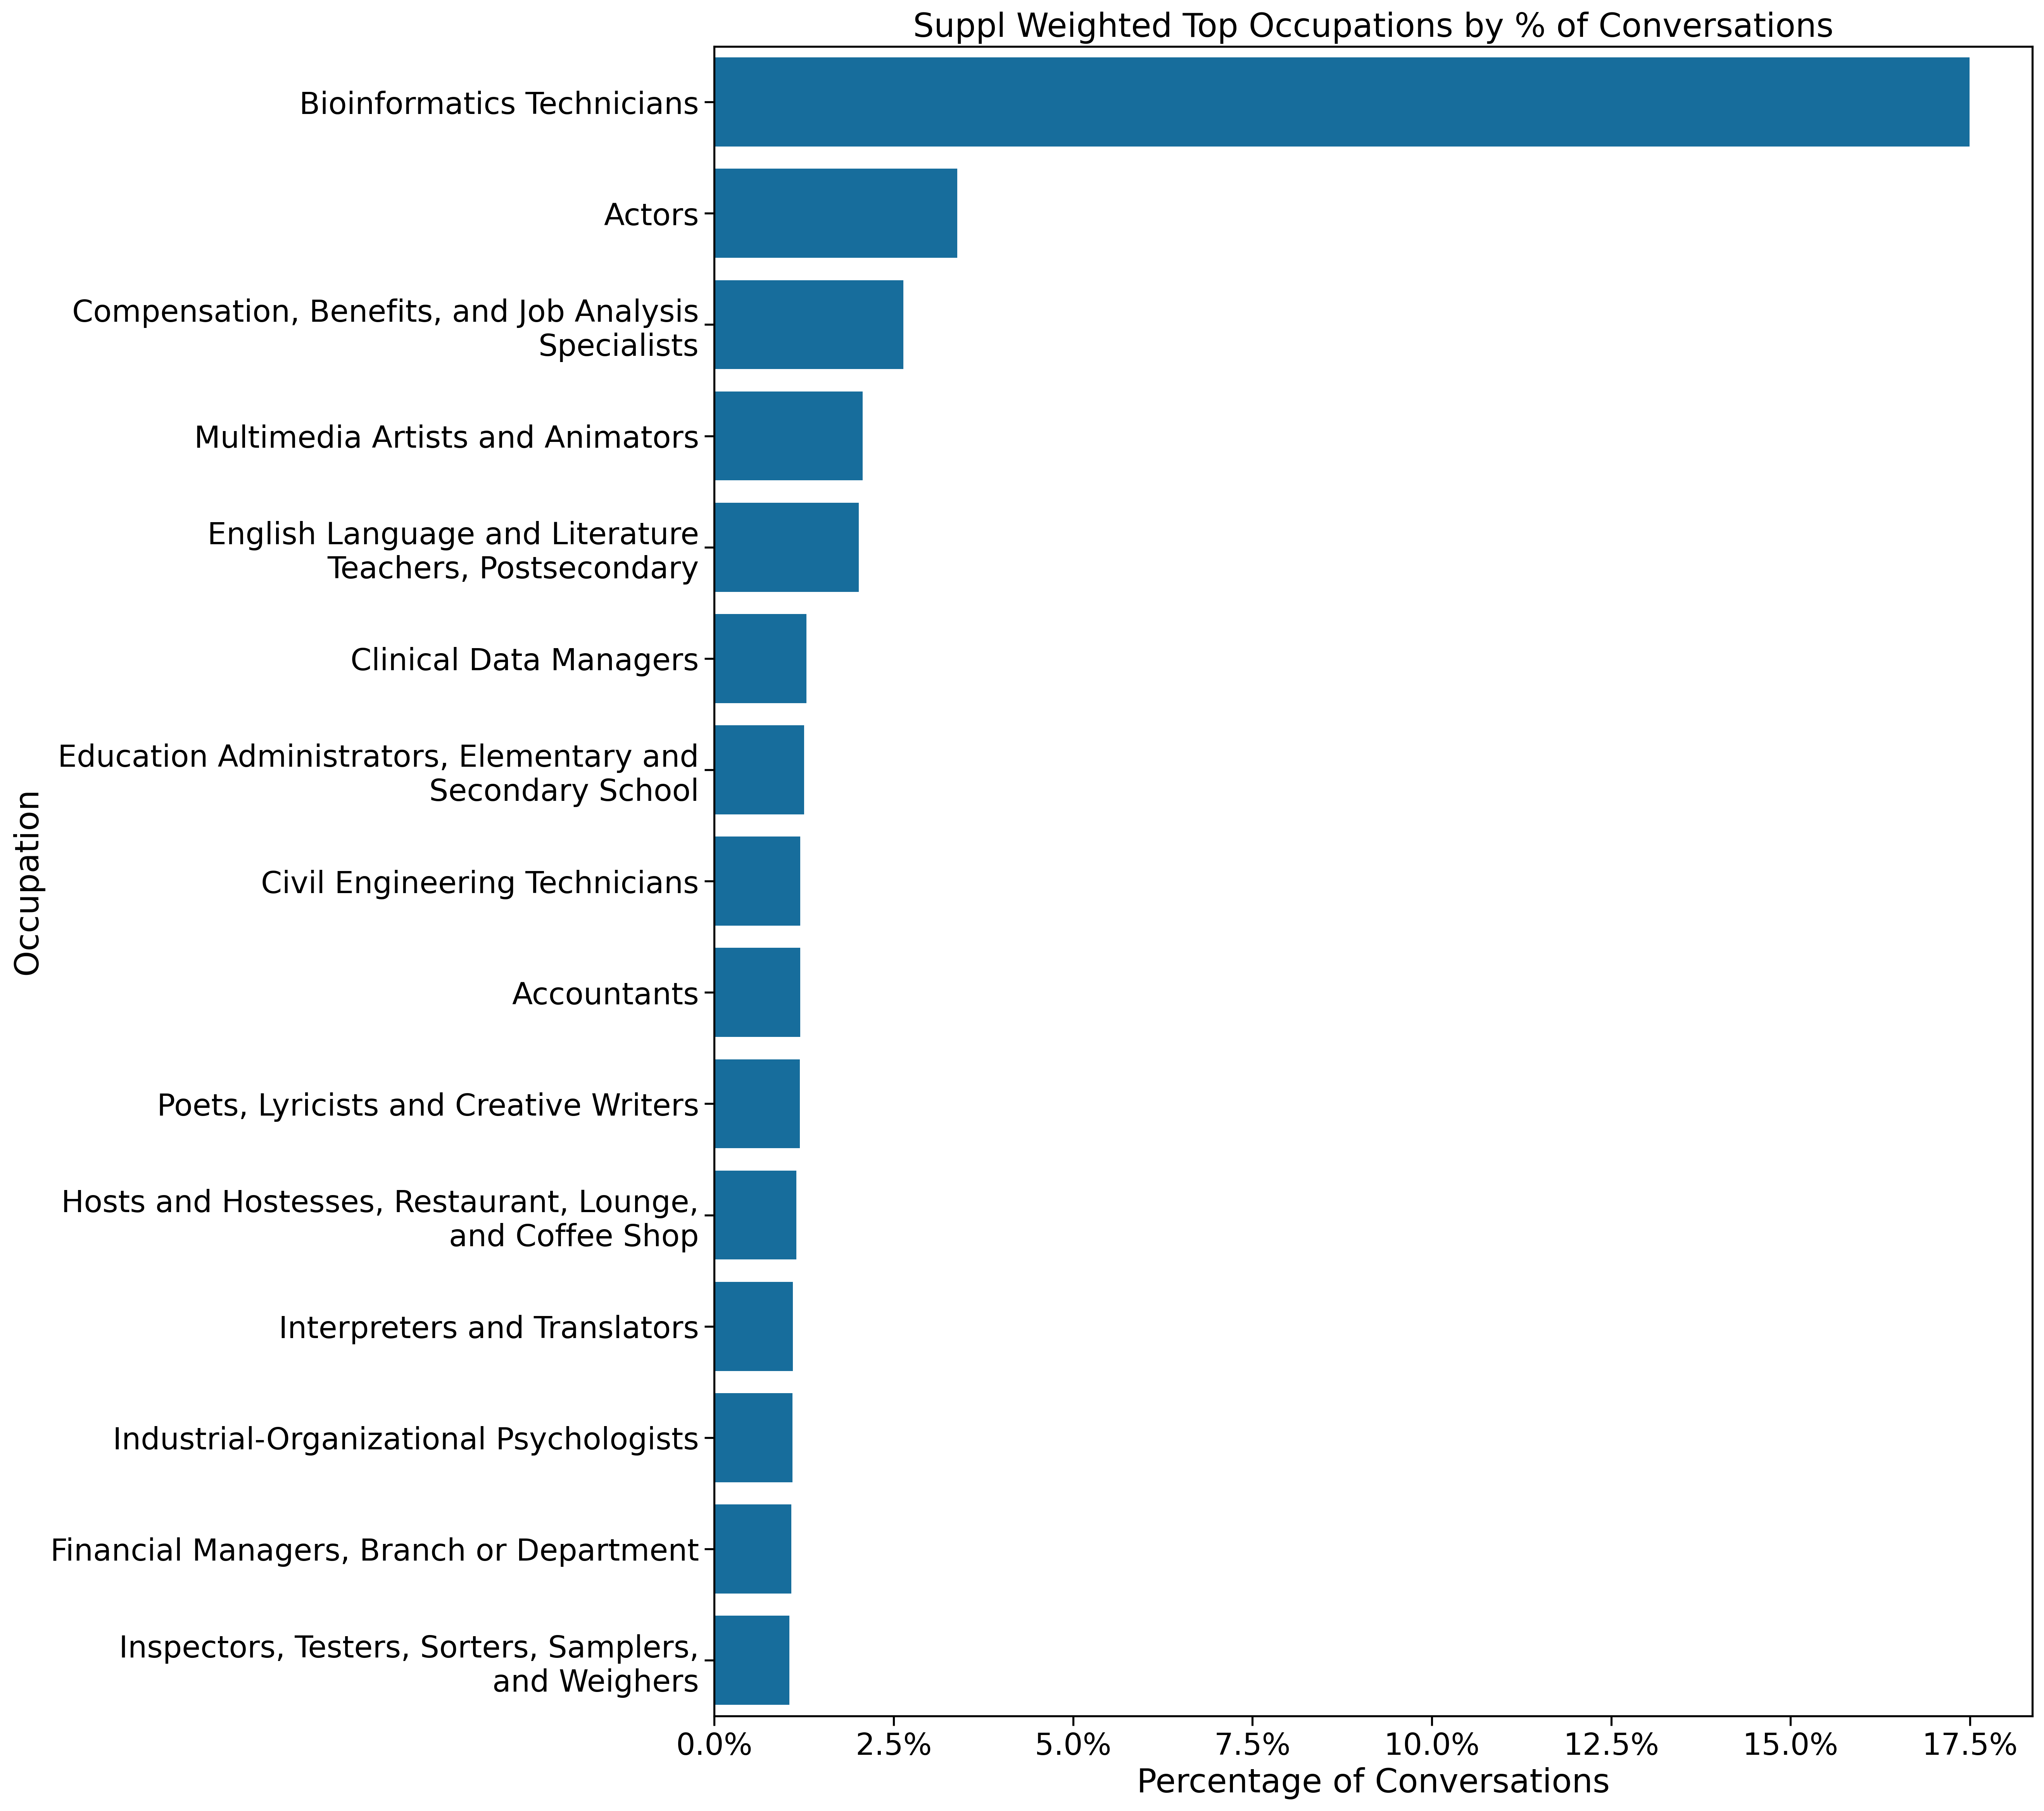 Suppl Weighted Top Occupations by % of Conversations
Bioinformatics Technicians
Actors
Compensation, Benefits, and Job Analysis
Specialists
Multimedia Artists and Animators
English Language and Literature
Teachers, Postsecondary
Clinical Data Managers
Education Administrators, Elementary and
Secondary School
Civil Engineering Technicians
Accountants
Poets, Lyricists and Creative Writers
Hosts and Hostesses, Restaurant, Lounge,
and Coffee Shop
Interpreters and Translators
Industrial-Organizational Psychologists
Financial Managers, Branch or Department
Inspectors, Testers, Sorters, Samplers,
and Weighers
Occupation
0.0% 2.5% 5.0% 7.5% 10.0% 12.5% 15.0% 17.5%
Percentage of Conversations